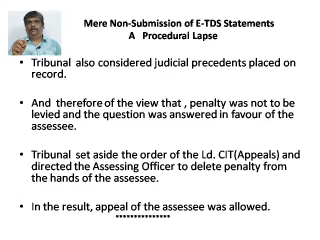 Mere Non-Submission of E-TDS Statements
A Procedural Lapse
• Tribunal also considered judicial precedents placed on
record.
• And therefore of the view that , penalty was not to be
levied and the question was answered in favour of the
assessee.
• Tribunal set aside the order of the Ld. CIT(Appeals) and
directed the Assessing Officer to delete penalty from
the hands of the assessee.
• In the result, appeal of the assessee was allowed.
***************